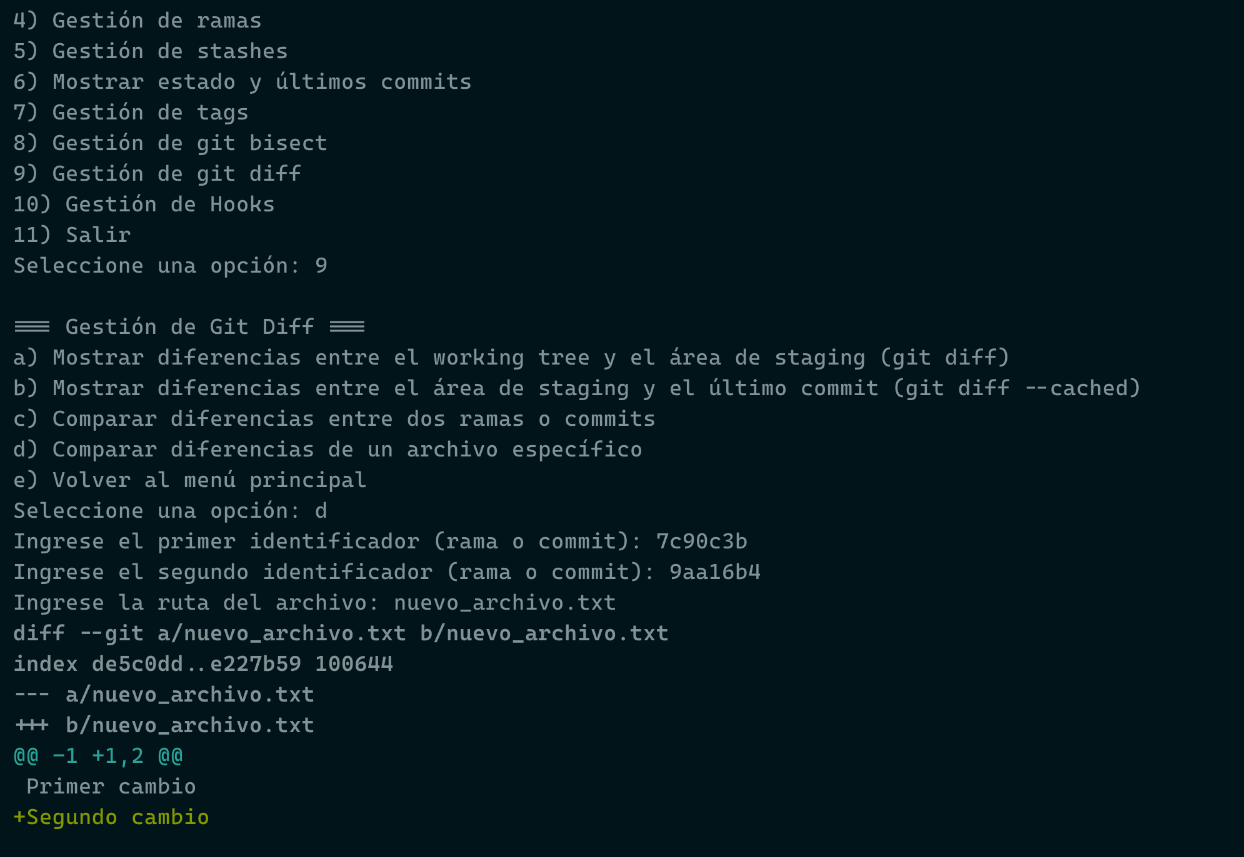 4) Gestión de ramas
5) Gestión de stashes
6) Mostrar estado y últimos commits
7) Gestión de tags
8) Gestión de git bisect
9) Gestión de git diff
10) Gestión de Hooks
11) Salir
Seleccione una opción: 9
=== Gestión de Git Diff ===
a) Mostrar diferencias entre el working tree y el área de staging (git diff)
b) Mostrar diferencias entre el área de staging y el último commit (git diff --cached)
c) Comparar diferencias entre dos ramas o commits
d) Comparar diferencias de un archivo específico
e) Volver al menú principal
Seleccione una opción: d
Ingrese el primer identificador (rama o commit): 7c90c3b
Ingrese el segundo identificador (rama o commit): 9aa16b4
Ingrese la ruta del archivo: nuevo_archivo.txt
diff --git a/nuevo_archivo.txt b/nuevo_archivo.txt
index de5c0dd..e227b59 100644
--- a/nuevo_archivo.txt
+++ b/nuevo_archivo.txt
@@ -1 +1,2 @@
 Primer cambio
+Segundo cambio